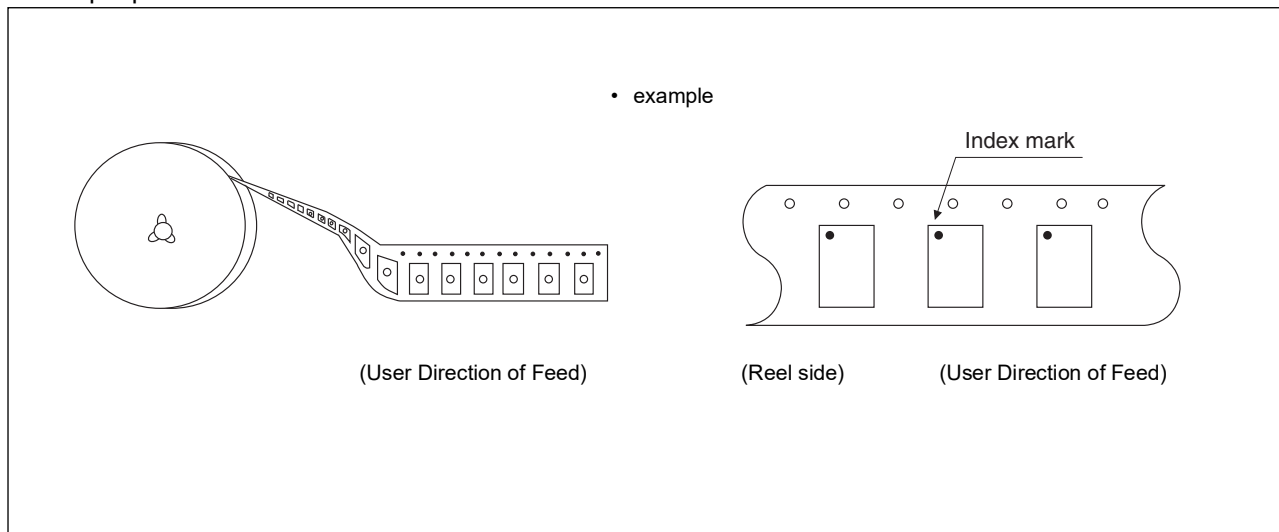 • example
Index mark
(User Direction of Feed)
(Reel side)
(User Direction of Feed)